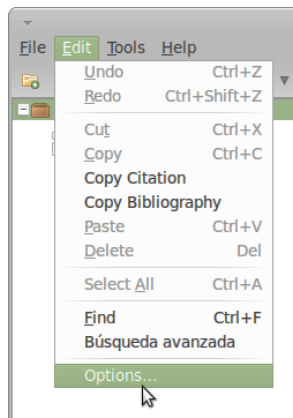 File Edit Tools Help
Undo Ctrl+Z
Redo Ctrl+Shift+Z
Cut Ctrl+X
Copy Ctrl+C
Copy Citation
Copy Bibliography
Paste Ctrl+V
Delete Del
Select All Ctrl+A
Find Ctrl+F
Búsqueda avanzada
Options...